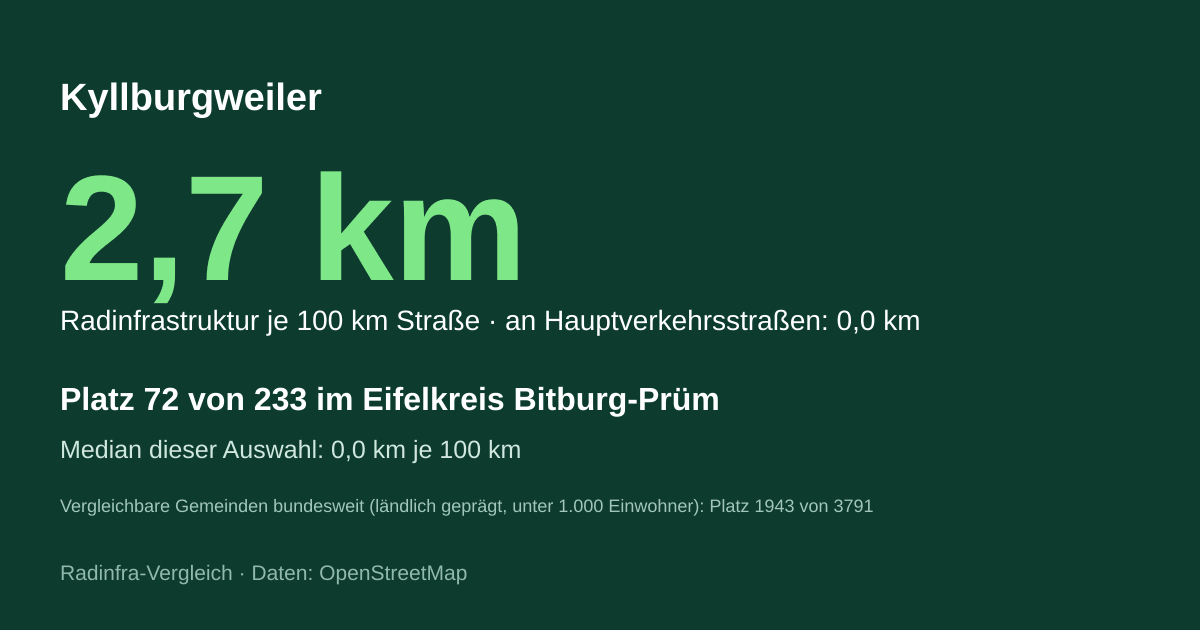 Kyllburgweiler
2,7 km
Radinfrastruktur je 100 km Straße · an Hauptverkehrsstraßen: 0,0 km
Platz 72 von 233 im Eifelkreis Bitburg-Prüm
Median dieser Auswahl: 0,0 km je 100 km
Vergleichbare Gemeinden bundesweit (ländlich geprägt, unter 1.000 Einwohner): Platz 1943 von 3791
Radinfra-Vergleich · Daten: OpenStreetMap